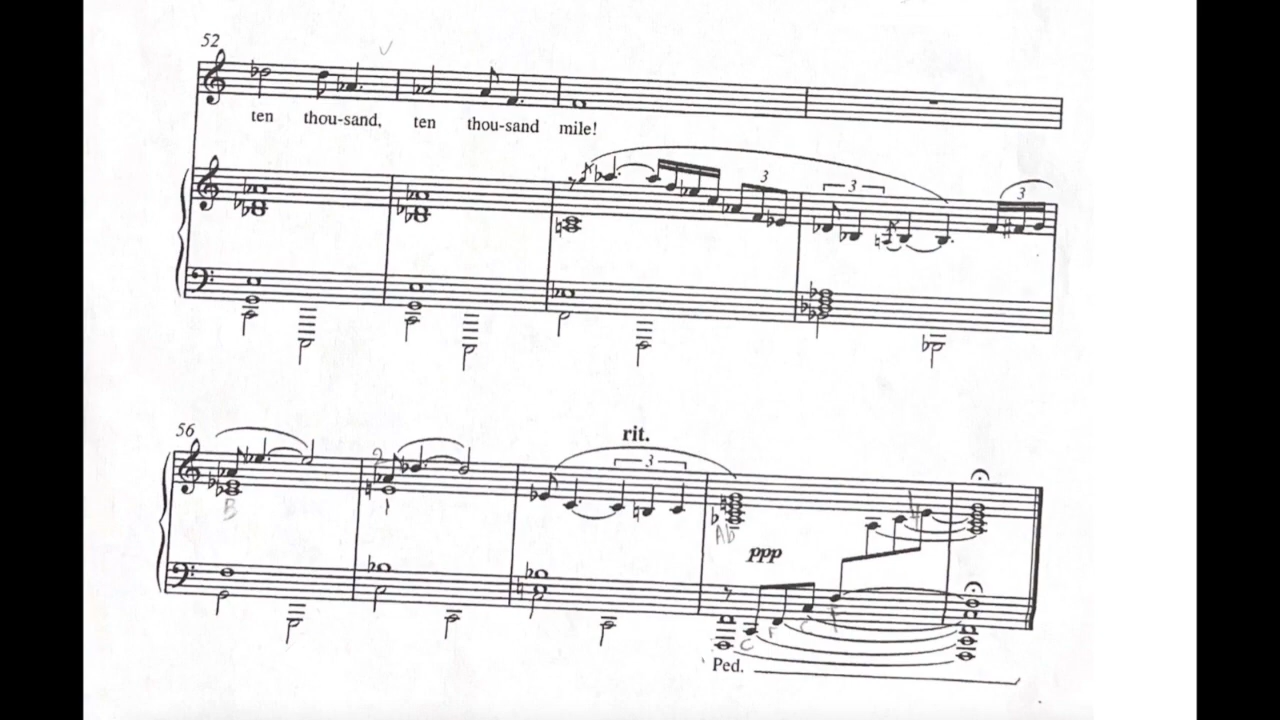 52
ten thou-sand, ten thou-sand mile!
3
3
3
56
rit.
3
B
Ab
ppp
C F
Ped.